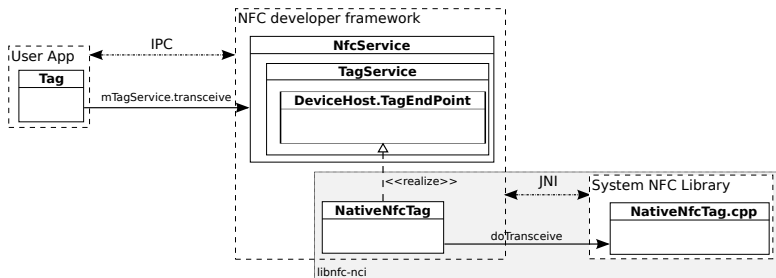 NFC developer framework
IPC
NfcService
User App
TagService
Tag
mTagService.transceive
DeviceHost.TagEndPoint
<<realize>>
JNI
System NFC Library
NativeNfcTag
NativeNfcTag.cpp
doTransceive
libnfc-nci